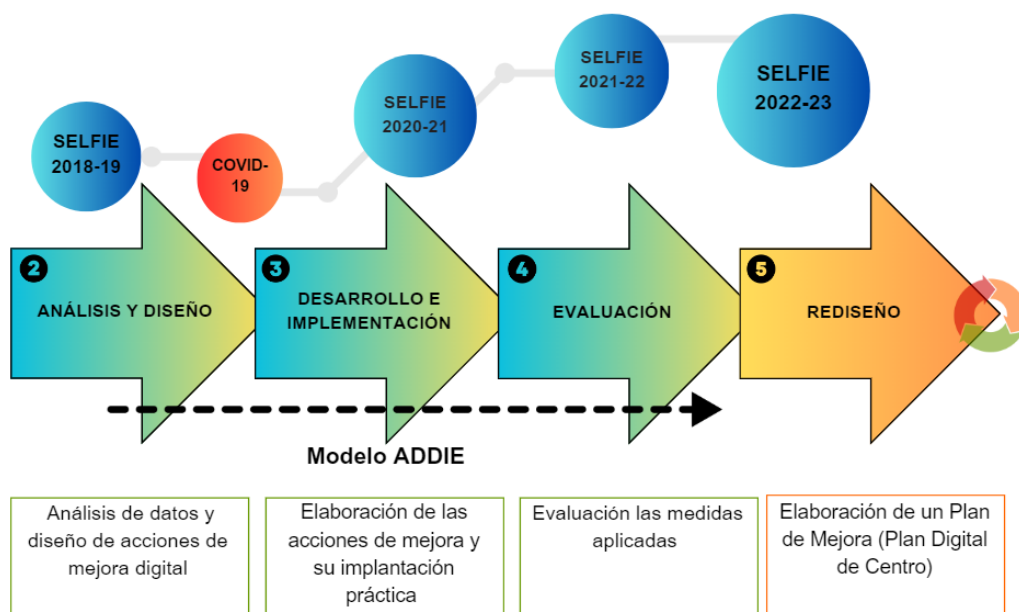 SELFIE
2018-19
COVID-
19
SELFIE
2020-21
SELFIE
2021-22
SELFIE
2022-23
2
ANÁLISIS Y DISEÑO
3
DESARROLLO E
IMPLEMENTACIÓN
4
EVALUACIÓN
5
REDISEÑO
Modelo ADDIE
Análisis de datos y
diseño de acciones de
mejora digital
Elaboración de las
acciones de mejora y
su implantación
práctica
Evaluación las medidas
aplicadas
Elaboración de un Plan
de Mejora (Plan Digital
de Centro)